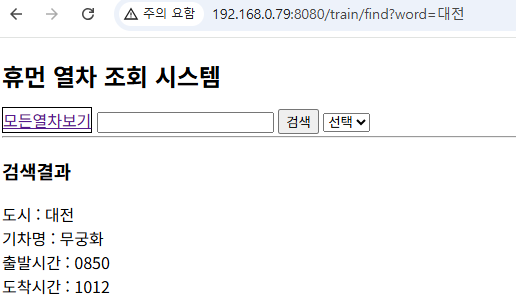 주의 요함 192.168.0.79:8080/train/find?word=대전
휴먼 열차 조회 시스템
모든열차보기 검색 선택
검색결과
도시 : 대전
기차명 : 무궁화
출발시간 : 0850
도착시간 : 1012